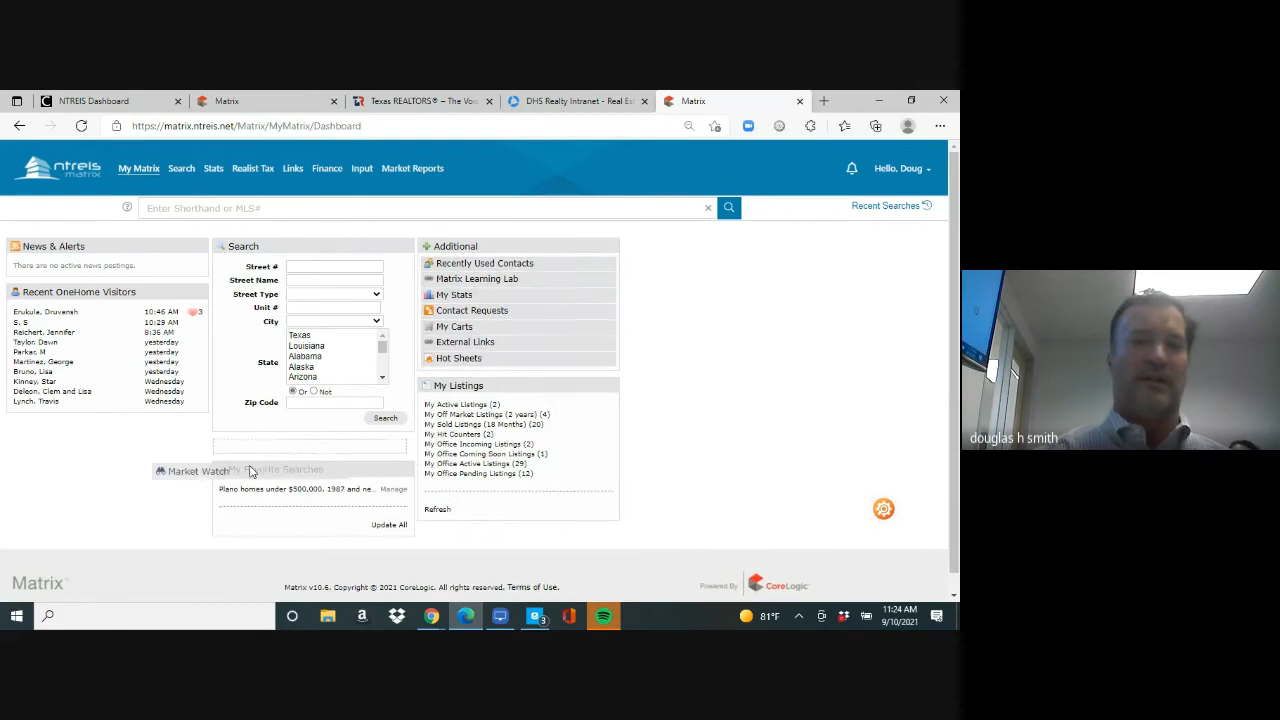 NTREIS Dashboard
Matrix
Texas REALTORS® – The Voic
DHS Realty Intranet - Real Es
Matrix
https://matrix.ntreis.net/Matrix/MyMatrix/Dashboard
ntreis
matrix
My Matrix Search Stats Realist Tax Links Finance Input Market Reports
Hello, Doug
Enter Shorthand or MLS#
Recent Searches
News & Alerts
There are no active news postings.
Recent OneHome Visitors
Erukula, Druvansh 10:46 AM 3
S, S 10:29 AM
Reichert, Jennifer 8:36 AM
Taylor, Dawn yesterday
Parkar, M yesterday
Martinez, George yesterday
Bruno, Lisa yesterday
Kinney, Star Wednesday
Deleon, Clem and Lisa Wednesday
Lynch, Travis Wednesday
Search
Street #
Street Name
Street Type
Unit #
City
State
Texas
Louisiana
Alabama
Alaska
Arizona
Or Not
Zip Code
Search
Market Watch
My Favorite Searches
Plano homes under $500,000, 1987 and ne... Manage
Update All
Additional
Recently Used Contacts
Matrix Learning Lab
My Stats
Contact Requests
My Carts
External Links
Hot Sheets
My Listings
My Active Listings (2)
My Off Market Listings (2 years) (4)
My Sold Listings (18 Months) (20)
My Hit Counters (2)
My Office Incoming Listings (2)
My Office Coming Soon Listings (1)
My Office Active Listings (29)
My Office Pending Listings (12)
Refresh
douglas h smith
Matrix
Matrix v10.6. Copyright © 2021 CoreLogic. All rights reserved. Terms of Use.
Powered By CoreLogic
3
81°F
11:24 AM
9/10/2021